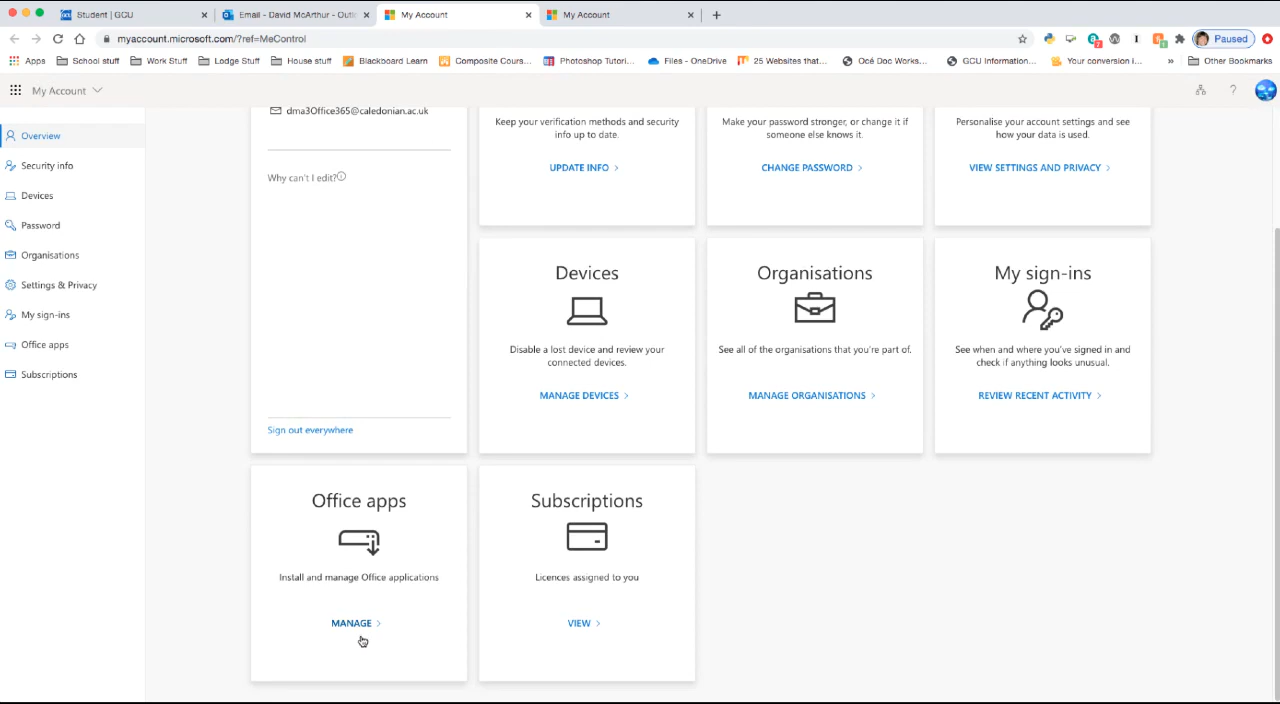 Student | GCU
Email - David McArthur - Outl
My Account
My Account
myaccount.microsoft.com/?ref=MeControl
Paused
Apps
School stuff
Work Stuff
Lodge Stuff
House stuff
Blackboard Learn
Composite Cours...
Photoshop Tutori...
Files - OneDrive
25 Websites that...
Océ Doc Works...
GCU Information...
Your conversion i...
»
Other Bookmarks
My Account
?
Overview
Security info
Devices
Password
Organisations
Settings & Privacy
My sign-ins
Office apps
Subscriptions
dma3Office365@caledonian.ac.uk
Why can't I edit?
Sign out everywhere
Keep your verification methods and security
info up to date.
UPDATE INFO >
Make your password stronger, or change it if
someone else knows it.
CHANGE PASSWORD >
Personalise your account settings and see
how your data is used.
VIEW SETTINGS AND PRIVACY >
Devices
Disable a lost device and review your
connected devices.
MANAGE DEVICES >
Organisations
See all of the organisations that you're part of.
MANAGE ORGANISATIONS >
My sign-ins
See when and where you've signed in and
check if anything looks unusual.
REVIEW RECENT ACTIVITY >
Office apps
Install and manage Office applications
MANAGE >
Subscriptions
Licences assigned to you
VIEW >